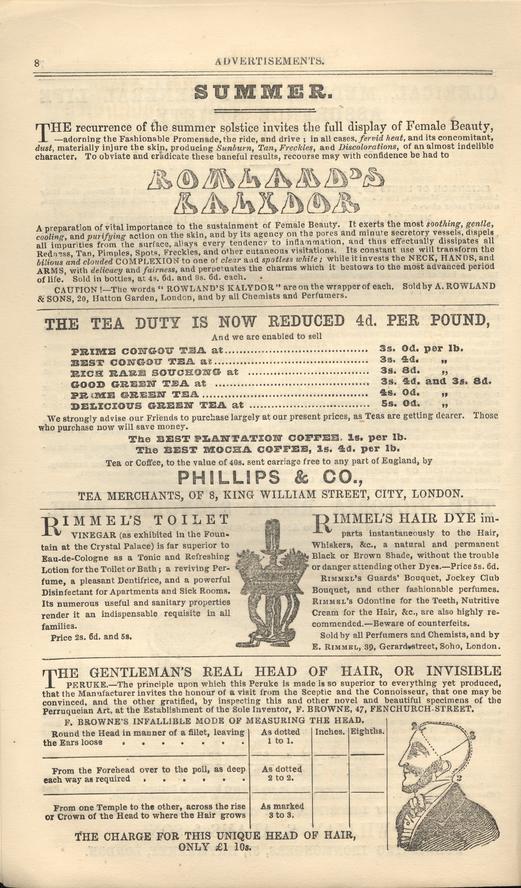 8
ADVERTISEMENTS.
SUMMER.
THE recurrence of the summer solstice invites the full display of Female Beauty,
—adorning the Fashionable Promenade, the ride, and drive; in all cases, fervid heat, and its concomitant,
dust, materially injure the skin, producing Sunburn, Tan, Freckles, and Discolorations, of an almost indelible
character. To obviate and eradicate these baneful results, recourse may with confidence be had to
ROWLAND'S
KALYDOR
A preparation of vital importance to the sustainment of Female Beauty. It exerts the most soothing, gentle,
cooling, and purifying action on the skin, and by its agency on the pores and minute secretory vessels, dispels
all impurities from the surface, allays every tendency to inflammation, and thus effectually dissipates all
Redness, Tan, Pimples, Spots, Freckles, and other cutaneous visitations. Its constant use will transform the
bilious and clouded COMPLEXION to one of clear and spotless white; while it invests the NECK, HANDS, and
ARMS, with delicacy and fairness, and perpetuates the charms which it bestows to the most advanced period
of life. Sold in bottles, at 4s. 6d. and 8s. 6d. each.
CAUTION!—The words "ROWLAND'S KALYDOR" are on the wrapper of each. Sold by A. ROWLAND
& SONS, 20, Hatton Garden, London, and by all Chemists and Perfumers.
THE TEA DUTY IS NOW REDUCED 4d. PER POUND,
And we are enabled to sell
PRIME CONGOU TEA at........................................ 3s. 0d. per lb.
BEST CONGOU TEA at........................................ 3s. 4d. „
RICH RARE SOUCHONG at ........................................ 3s. 8d. „
GOOD GREEN TEA at ........................................ 3s. 4d. and 3s. 8d.
PRIME GREEN TEA........................................ 4s. 0d. „
DELICIOUS GREEN TEA at ........................................ 5s. 0d. „
We strongly advise our Friends to purchase largely at our present prices, as Teas are getting dearer. Those
who purchase now will save money.
The BEST PLANTATION COFFEE, 1s. per lb.
The BEST MOCHA COFFEE, 1s. 4d. per lb.
Tea or Coffee, to the value of 40s. sent carriage free to any part of England, by
PHILLIPS & CO.,
TEA MERCHANTS, OF 8, KING WILLIAM STREET, CITY, LONDON.
RIMMEL'S TOILET
VINEGAR (as exhibited in the Foun-
tain at the Crystal Palace) is far superior to
Eau-de-Cologne as a Tonic and Refreshing
Lotion for the Toilet or Bath; a reviving Per-
fume, a pleasant Dentifrice, and a powerful
Disinfectant for Apartments and Sick Rooms.
Its numerous useful and sanitary properties
render it an indispensable requisite in all
families.
Price 2s. 6d. and 5s.
RIMMEL'S HAIR DYE im-
parts instantaneously to the Hair,
Whiskers, &c., a natural and permanent
Black or Brown Shade, without the trouble
or danger attending other Dyes.—Price 5s. 6d.
RIMMEL'S Guards' Bouquet, Jockey Club
Bouquet, and other fashionable perfumes.
RIMMEL'S Odontine for the Teeth, Nutritive
Cream for the Hair, &c., are also highly re-
commended.—Beware of counterfeits.
Sold by all Perfumers and Chemists, and by
E. RIMMEL, 39, Gerard-street, Soho, London.
THE GENTLEMAN'S REAL HEAD OF HAIR, OR INVISIBLE
PERUKE.—The principle upon which this Peruke is made is so superior to everything yet produced,
that the Manufacturer invites the honour of a visit from the Sceptic and the Connoisseur, that one may be
convinced, and the other gratified, by inspecting this and other novel and beautiful specimens of the
Perruqueian Art, at the Establishment of the Sole Inventor, F. BROWNE, 47, FENCHURCH-STREET.
F. BROWNE'S INFALLIBLE MODE OF MEASURING THE HEAD.
Inches. Eighths.
Round the Head in manner of a fillet, leaving
the Ears loose . . . . . .
As dotted
1 to 1.
From the Forehead over to the poll, as deep
each way as required . . . . . .
As dotted
2 to 2.
From one Temple to the other, across the rise
or Crown of the Head to where the Hair grows
As marked
3 to 3.
THE CHARGE FOR THIS UNIQUE HEAD OF HAIR,
ONLY £1 10s.